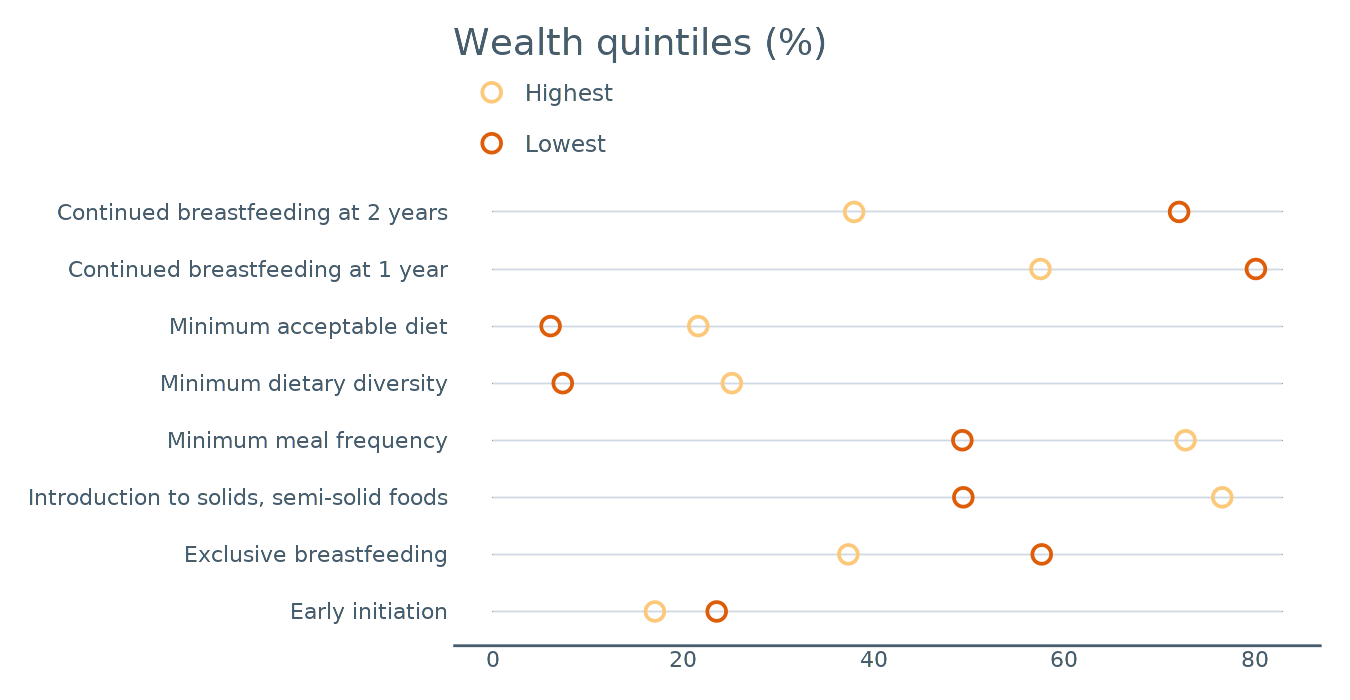 Wealth quintiles (%)
Highest
Lowest
Continued breastfeeding at 2 years
Continued breastfeeding at 1 year
Minimum acceptable diet
Minimum dietary diversity
Minimum meal frequency
Introduction to solids, semi-solid foods
Exclusive breastfeeding
Early initiation
0 20 40 60 80